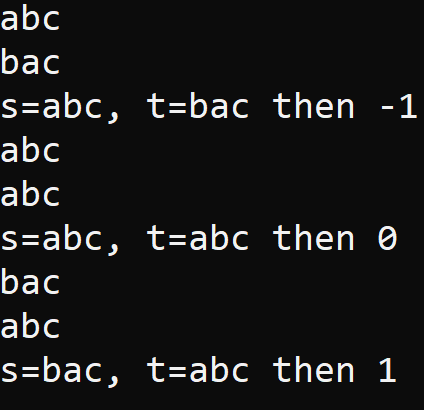 abc
bac
s=abc, t=bac then -1
abc
abc
s=abc, t=abc then 0
bac
abc
s=bac, t=abc then 1